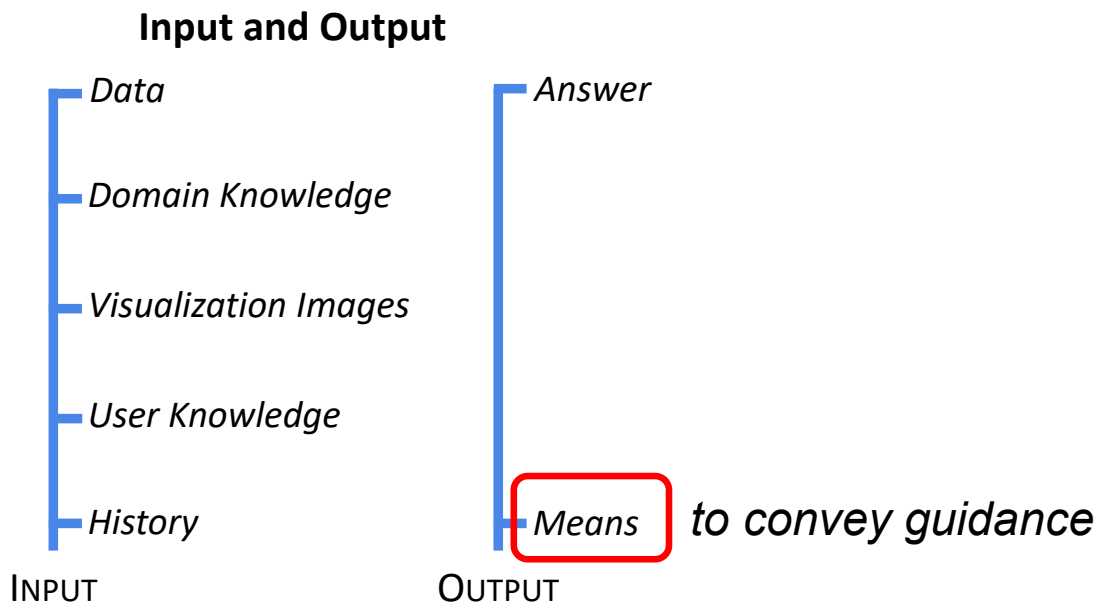 Input and Output
Data
Domain Knowledge
Visualization Images
User Knowledge
History
INPUT
Answer
Means to convey guidance
OUTPUT